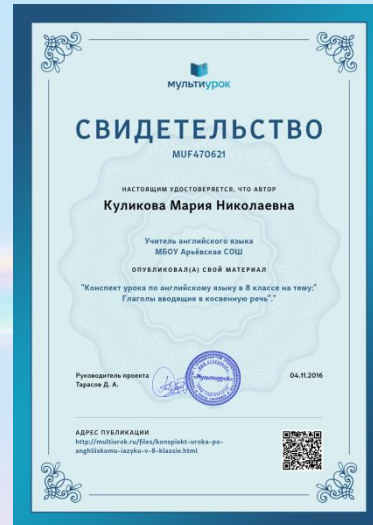 мультиурок
СВИДЕТЕЛЬСТВО
MUF470621
НАСТОЯЩИМ УДОСТОВЕРЯЕТСЯ, ЧТО АВТОР
Куликова Мария Николаевна
Учитель английского языка
МБОУ Арьёвская СОШ
ОПУБЛИКОВАЛ(А) СВОЙ МАТЕРИАЛ
"Конспект урока по английскому языку в 8 классе на тему:"
Глаголы вводящие в косвенную речь"."
Руководитель проекта
Тарасов Д. А.
«Мультиурок»
04.11.2016
АДРЕС ПУБЛИКАЦИИ
http://multiurok.ru/files/konspiekt-uroka-po-
anghliiskomu-iazyku-v-8-klassie.html